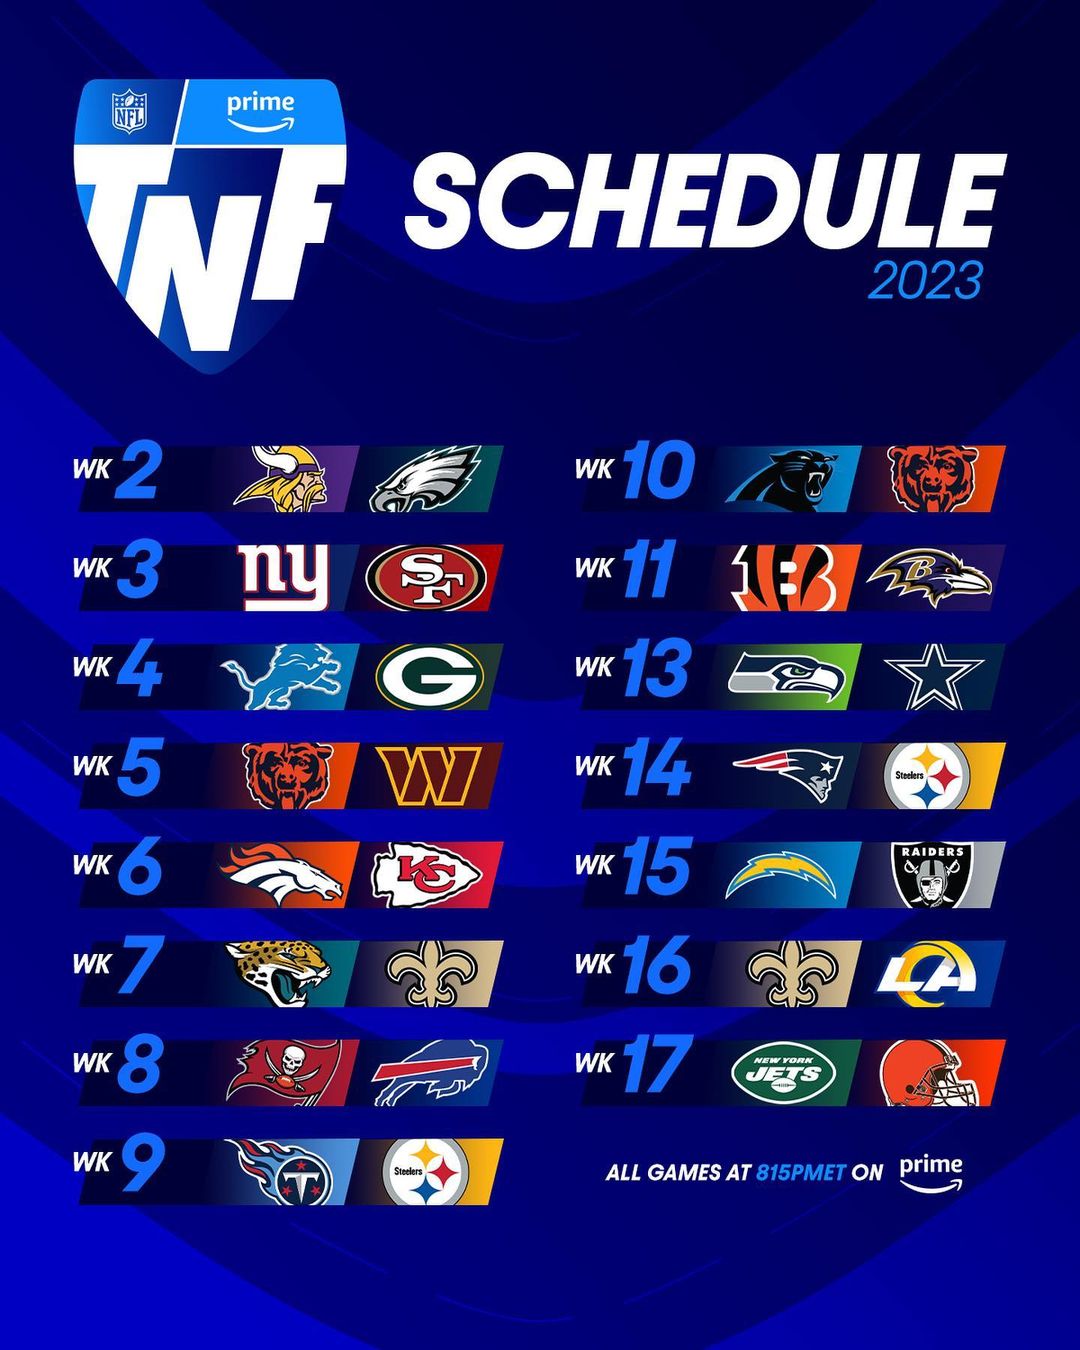 NFL
prime
TNF
SCHEDULE
2023
WK 2
WK 3 ny SF
WK 4 G
WK 5 W
WK 6 KC
WK 7
WK 8
WK 9 T Steelers
WK 10
WK 11 B B
WK 13
WK 14 Steelers
WK 15 RAIDERS
WK 16 LA
WK 17 NEW YORK JETS
ALL GAMES AT 815PMET ON prime